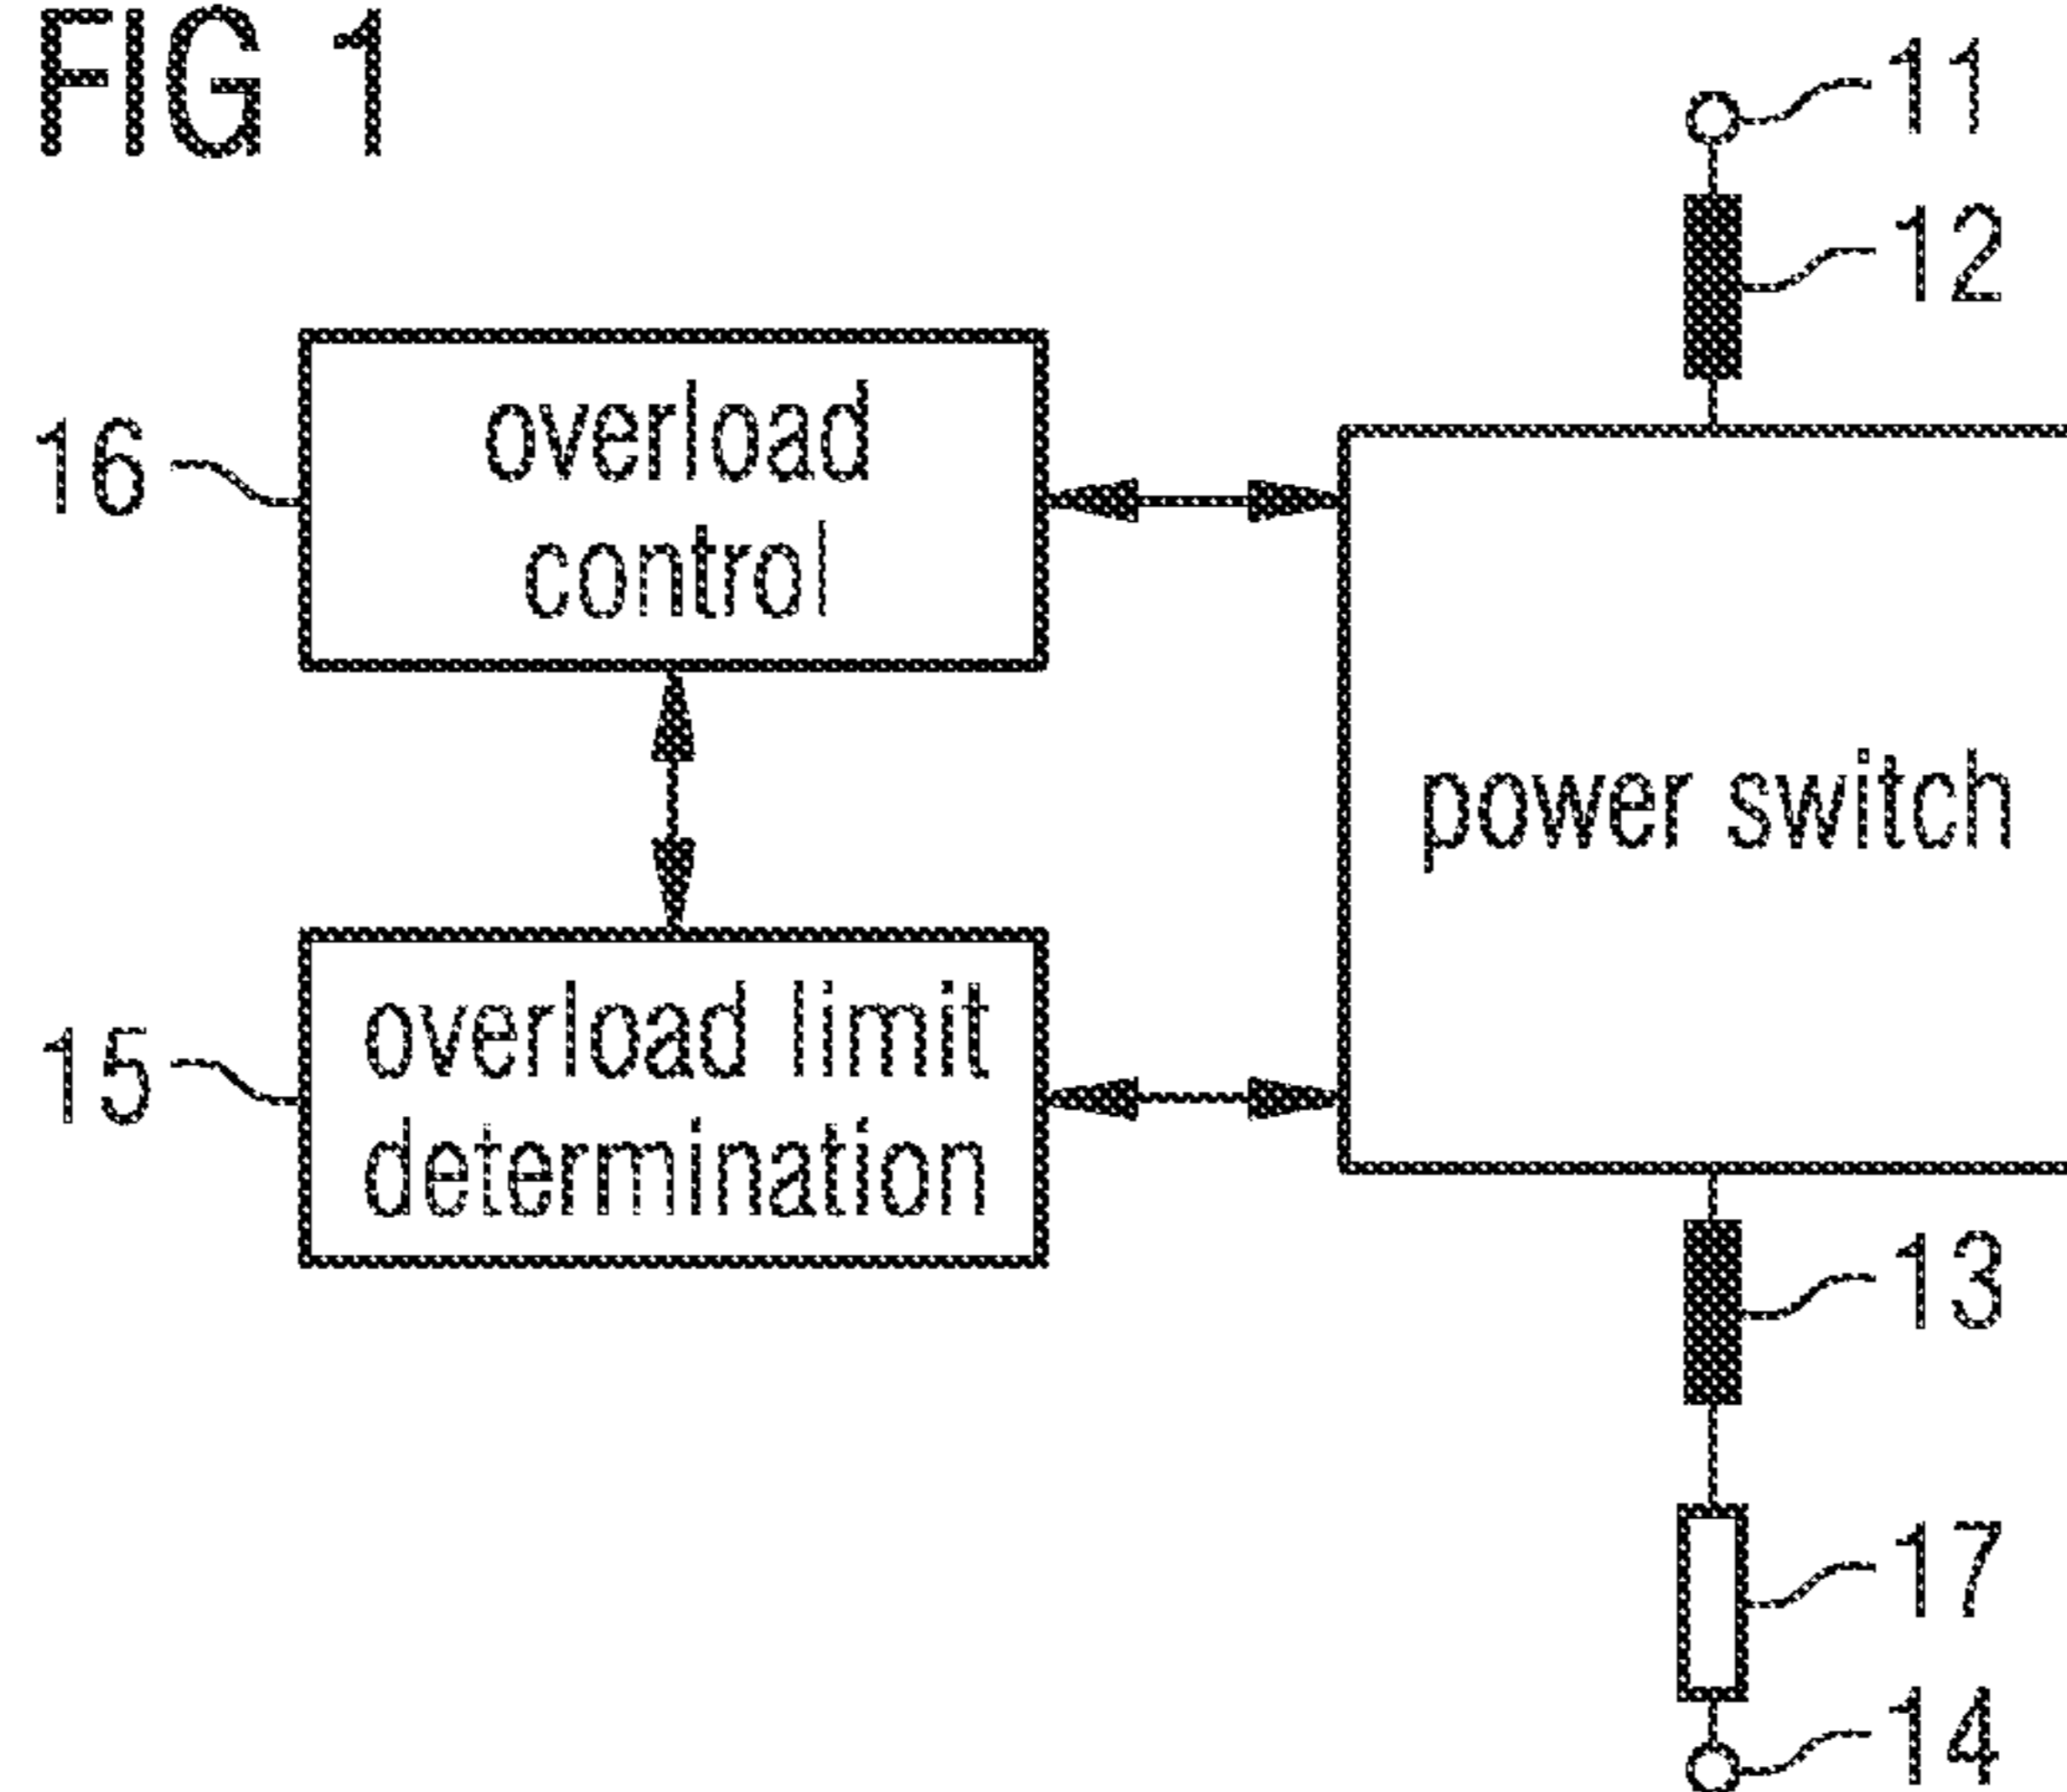 FIG 1
11
12
16
overload
control
power switch
15
overload limit
determination
13
17
14